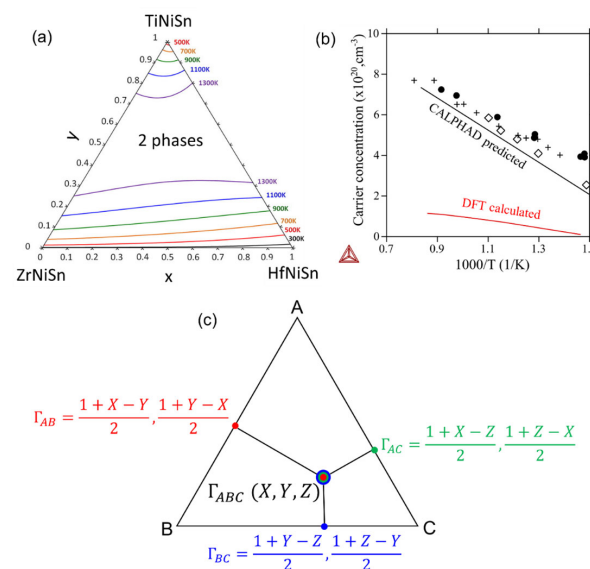 (a)
TiNiSn
1
500K
700K
900K
1100K
1300K
0.9
0.8
0.7
0.6
0.5
0.4
0.3
0.2
0.1
0
y
2 phases
1300K
1100K
900K
700K
500K
300K
0 0.1 0.2 0.3 0.4 0.5 0.6 0.7 0.8 0.9 1
ZrNiSn x HfNiSn
(b)
Carrier concentration (x10²⁰,cm⁻³)
10
8
6
4
2
0
CALPHAD predicted
DFT calculated
0.7 0.9 1.1 1.3 1.
1000/T (1/K)
(c)
A
Γ_AB = (1 + X − Y)/2 , (1 + Y − X)/2
Γ_AC = (1 + X − Z)/2 , (1 + Z − X)/2
Γ_ABC (X, Y, Z)
B C
Γ_BC = (1 + Y − Z)/2 , (1 + Z − Y)/2